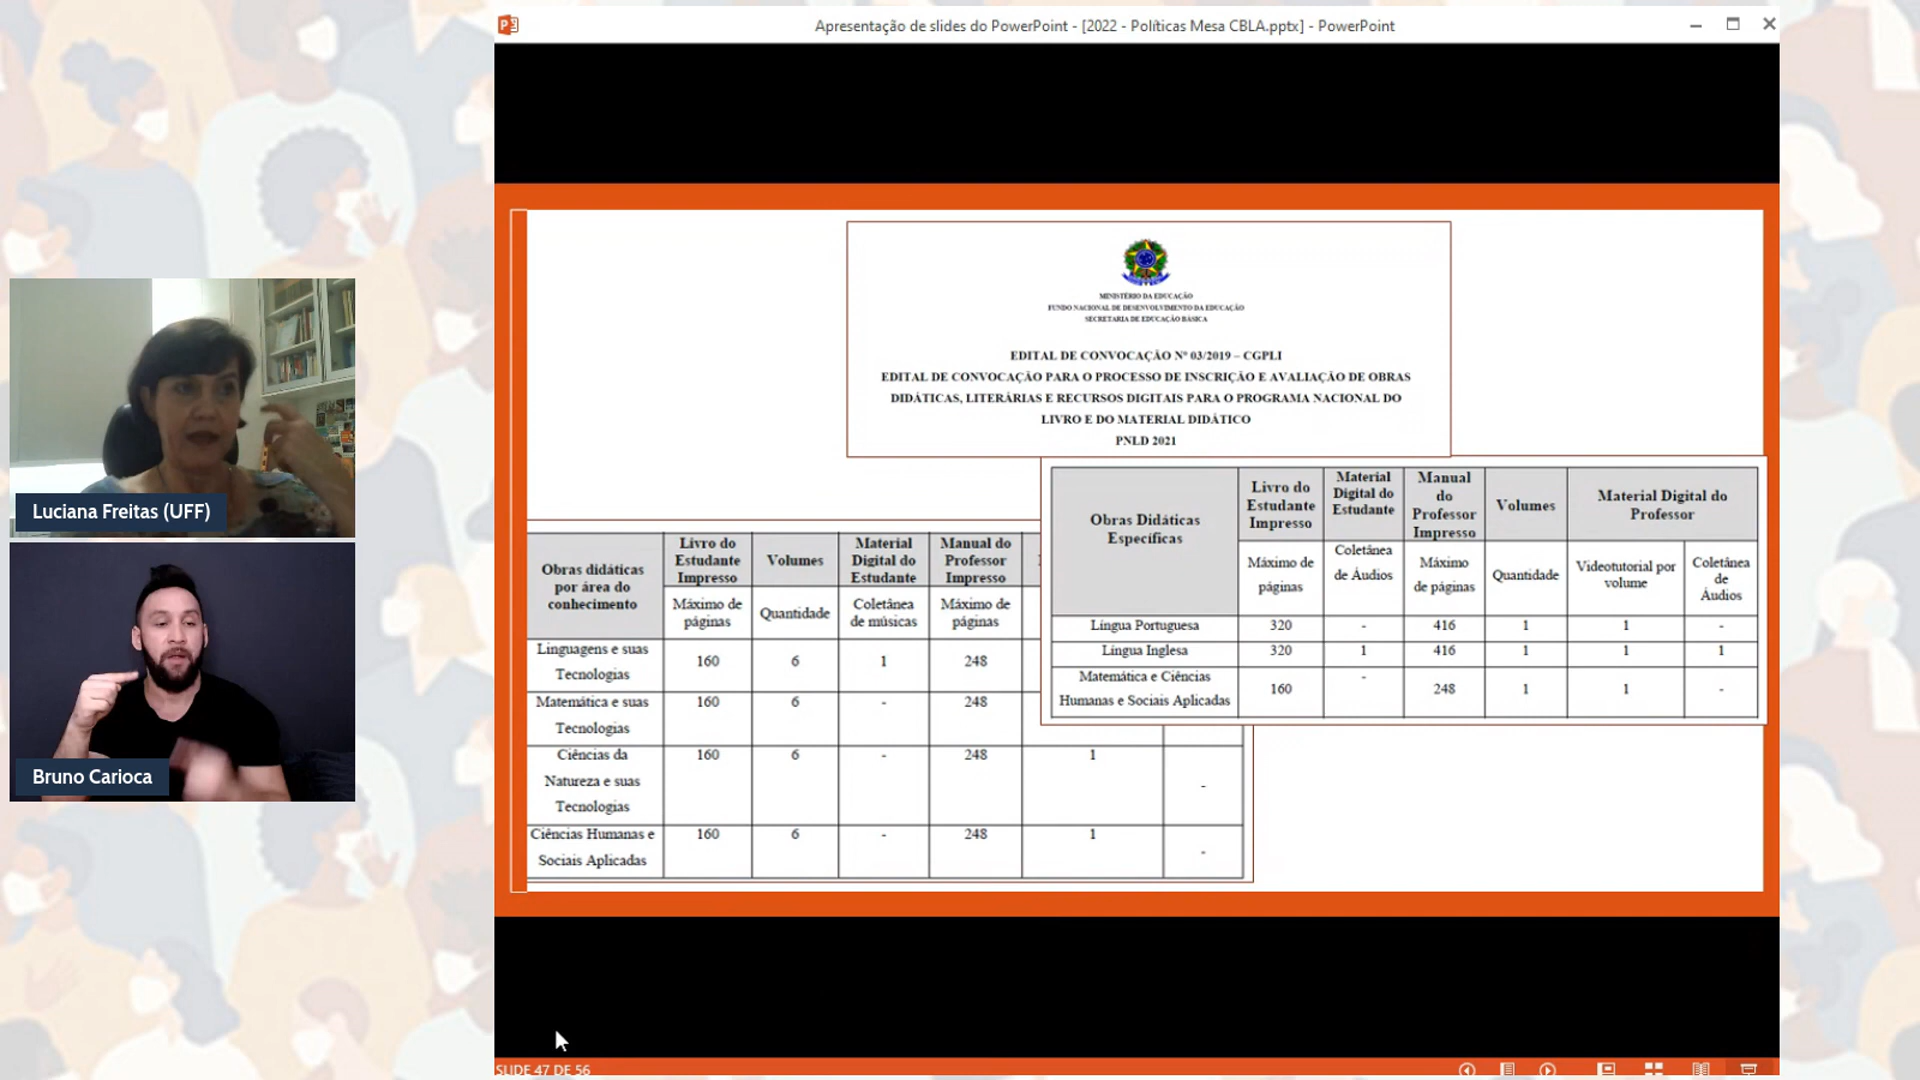 Apresentação de slides do PowerPoint - [2022 - Políticas Mesa CBLA.pptx] - PowerPoint
MINISTÉRIO DA EDUCAÇÃO
FUNDO NACIONAL DE DESENVOLVIMENTO DA EDUCAÇÃO
SECRETARIA DE EDUCAÇÃO BÁSICA
EDITAL DE CONVOCAÇÃO Nº 03/2019 – CGPLI
EDITAL DE CONVOCAÇÃO PARA O PROCESSO DE INSCRIÇÃO E AVALIAÇÃO DE OBRAS
DIDÁTICAS, LITERÁRIAS E RECURSOS DIGITAIS PARA O PROGRAMA NACIONAL DO
LIVRO E DO MATERIAL DIDÁTICO
PNLD 2021
Obras Didáticas
Específicas
Livro do
Estudante
Impresso
Material
Digital do
Estudante
Manual
do
Professor
Impresso
Volumes
Material Digital do
Professor
Máximo de
páginas
Coletânea
de Áudios
Máximo
de páginas
Quantidade
Videotutorial por
volume
Coletânea
de
Áudios
Língua Portuguesa 320 - 416 1 1 -
Língua Inglesa 320 1 416 1 1 1
Matemática e Ciências
Humanas e Sociais Aplicadas 160 - 248 1 1 -
Obras didáticas
por área do
conhecimento
Livro do
Estudante
Impresso
Volumes
Material
Digital do
Estudante
Manual do
Professor
Impresso
Máximo de
páginas
Quantidade
Coletânea
de músicas
Máximo de
páginas
Linguagens e suas
Tecnologias 160 6 1 248
Matemática e suas
Tecnologias 160 6 - 248
Ciências da
Natureza e suas
Tecnologias 160 6 - 248 1 -
Ciências Humanas e
Sociais Aplicadas 160 6 - 248 1 -
Luciana Freitas (UFF)
Bruno Carioca
SLIDE 47 DE 56